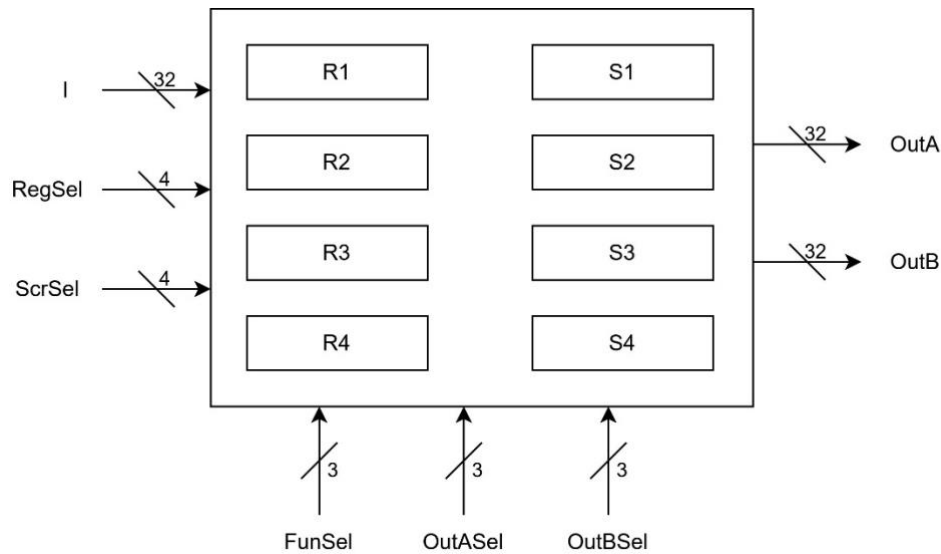 R1
S1
I
32
R2
S2
32
OutA
RegSel
4
R3
S3
32
OutB
ScrSel
4
R4
S4
3
3
3
FunSel
OutASel
OutBSel